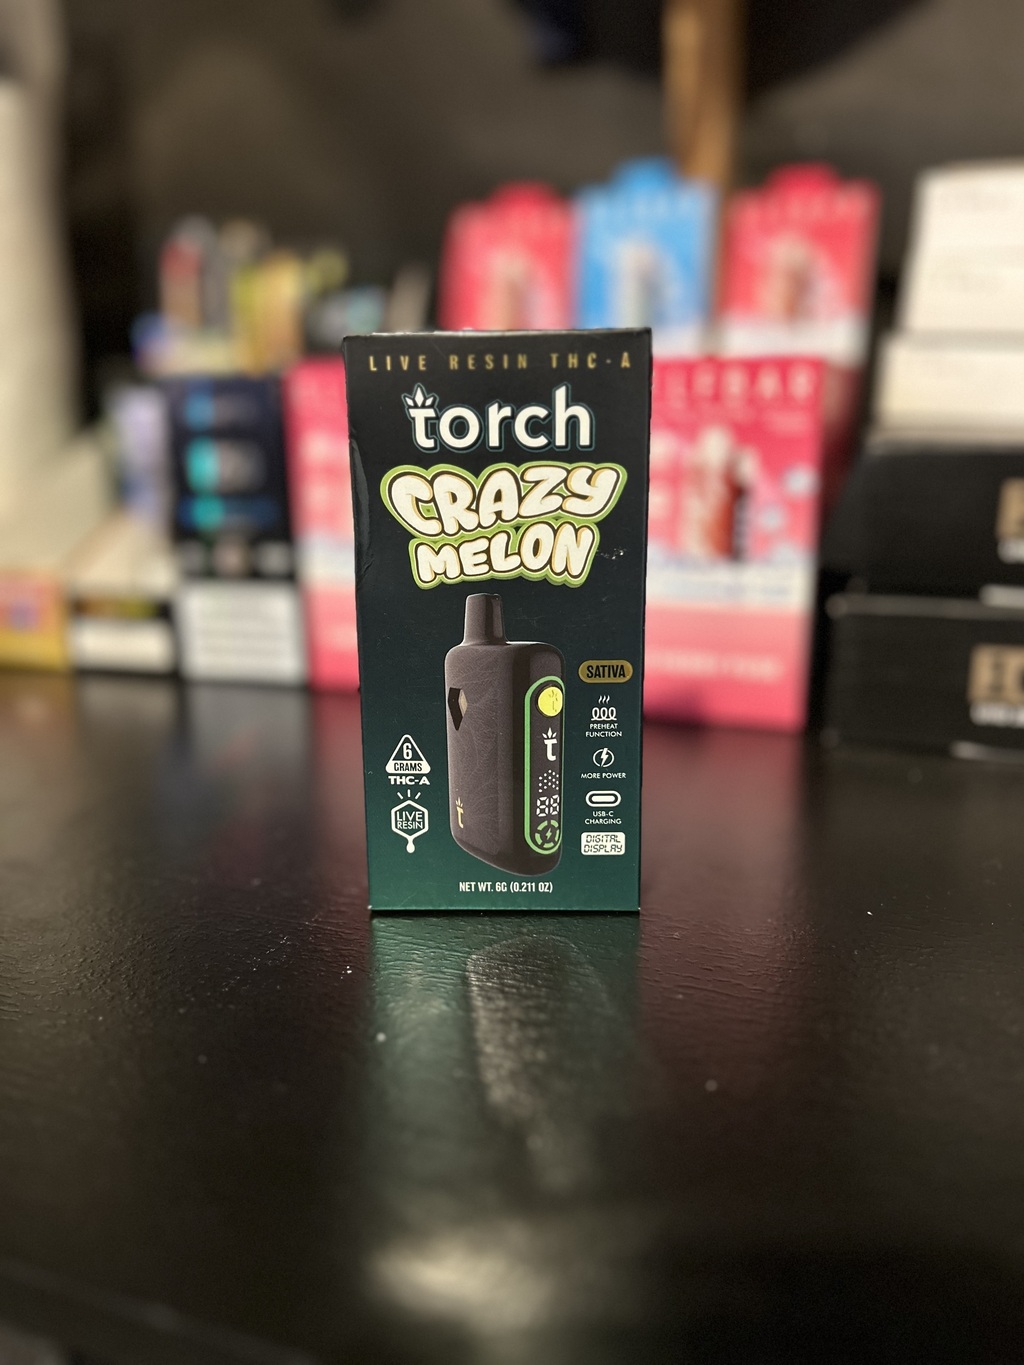 LIVE RESIN THC-A
torch
CRAZY
MELON
SATIVA
PREHEAT
FUNCTION
MORE POWER
USB-C
CHARGING
DIGITAL
DISPLAY
6
GRAMS
THC-A
LIVE
RESIN
t
t
88
t
NET WT. 6G (0.211 OZ)